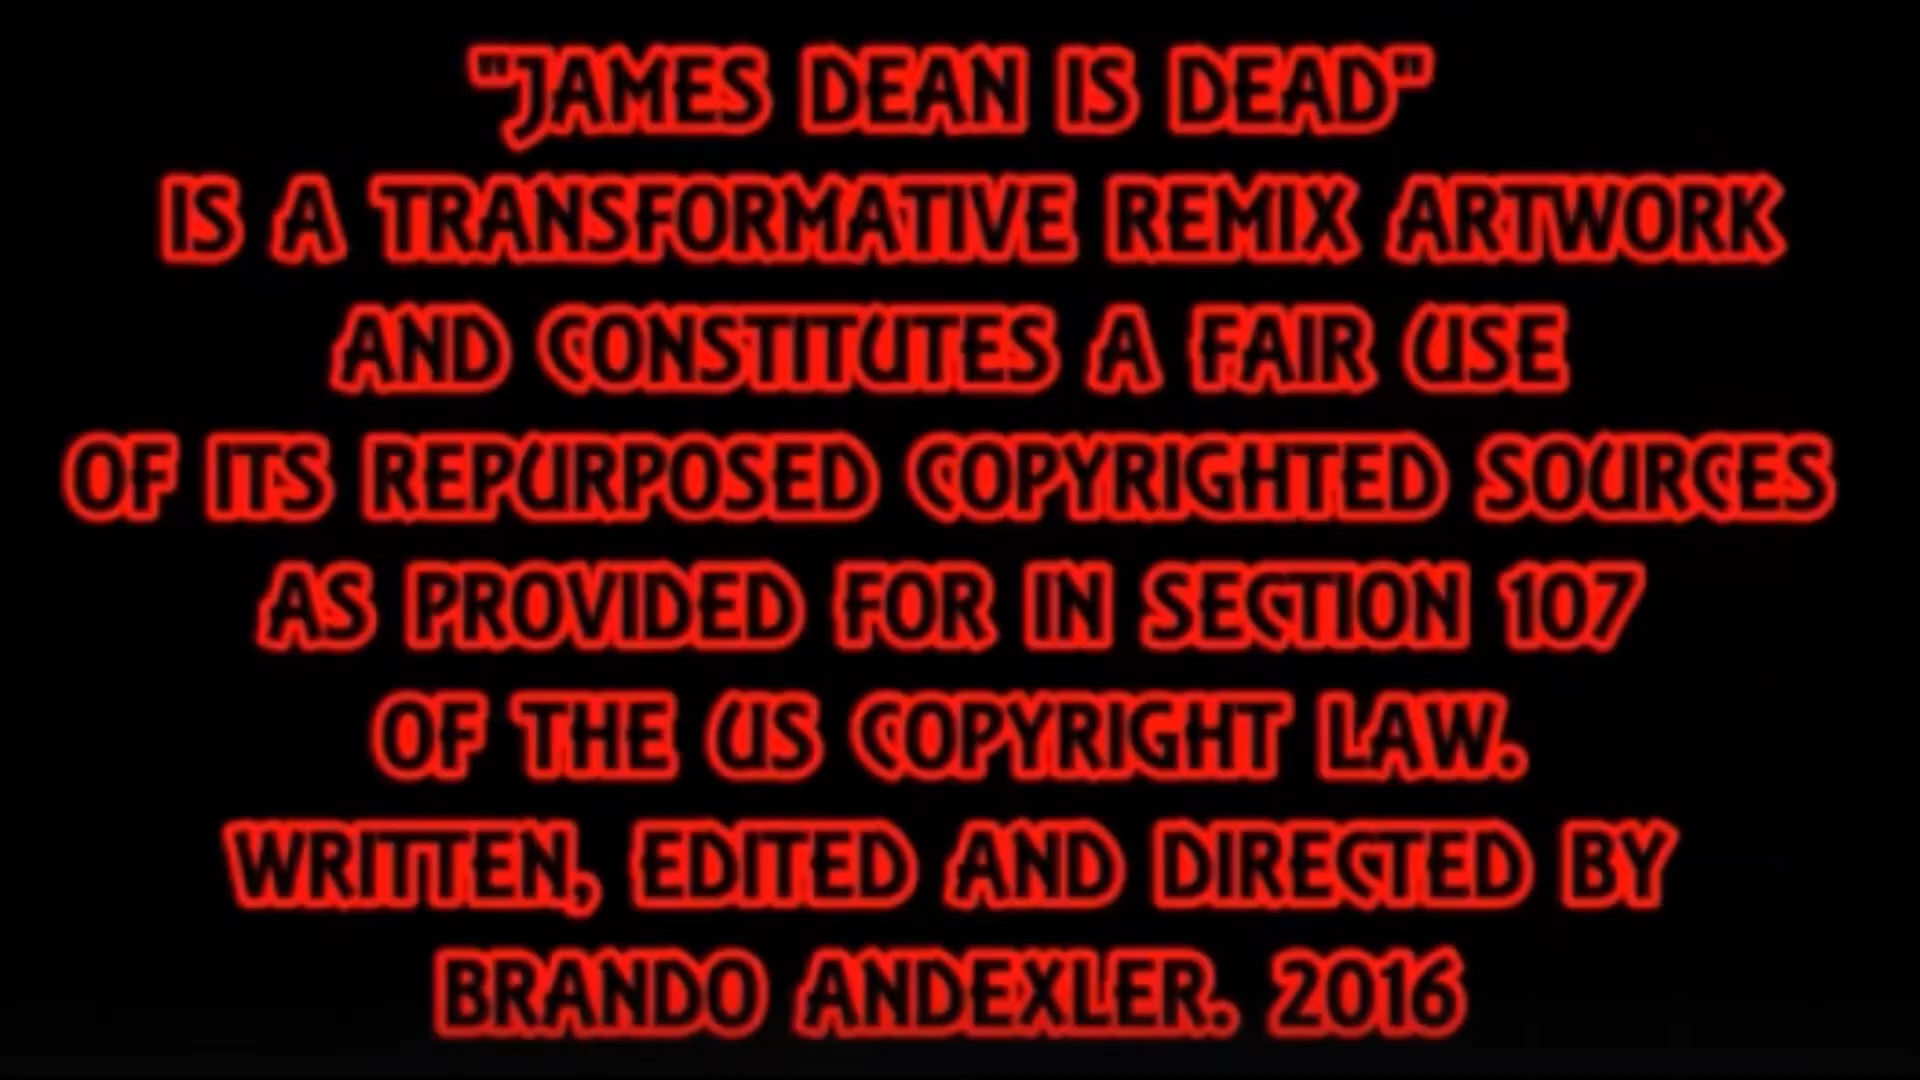 "JAMES DEAN IS DEAD"
IS A TRANSFORMATIVE REMIX ARTWORK
AND CONSTITUTES A FAIR USE
OF ITS REPURPOSED COPYRIGHTED SOURCES
AS PROVIDED FOR IN SECTION 107
OF THE US COPYRIGHT LAW.
WRITTEN, EDITED AND DIRECTED BY
BRANDO ANDEXLER. 2016